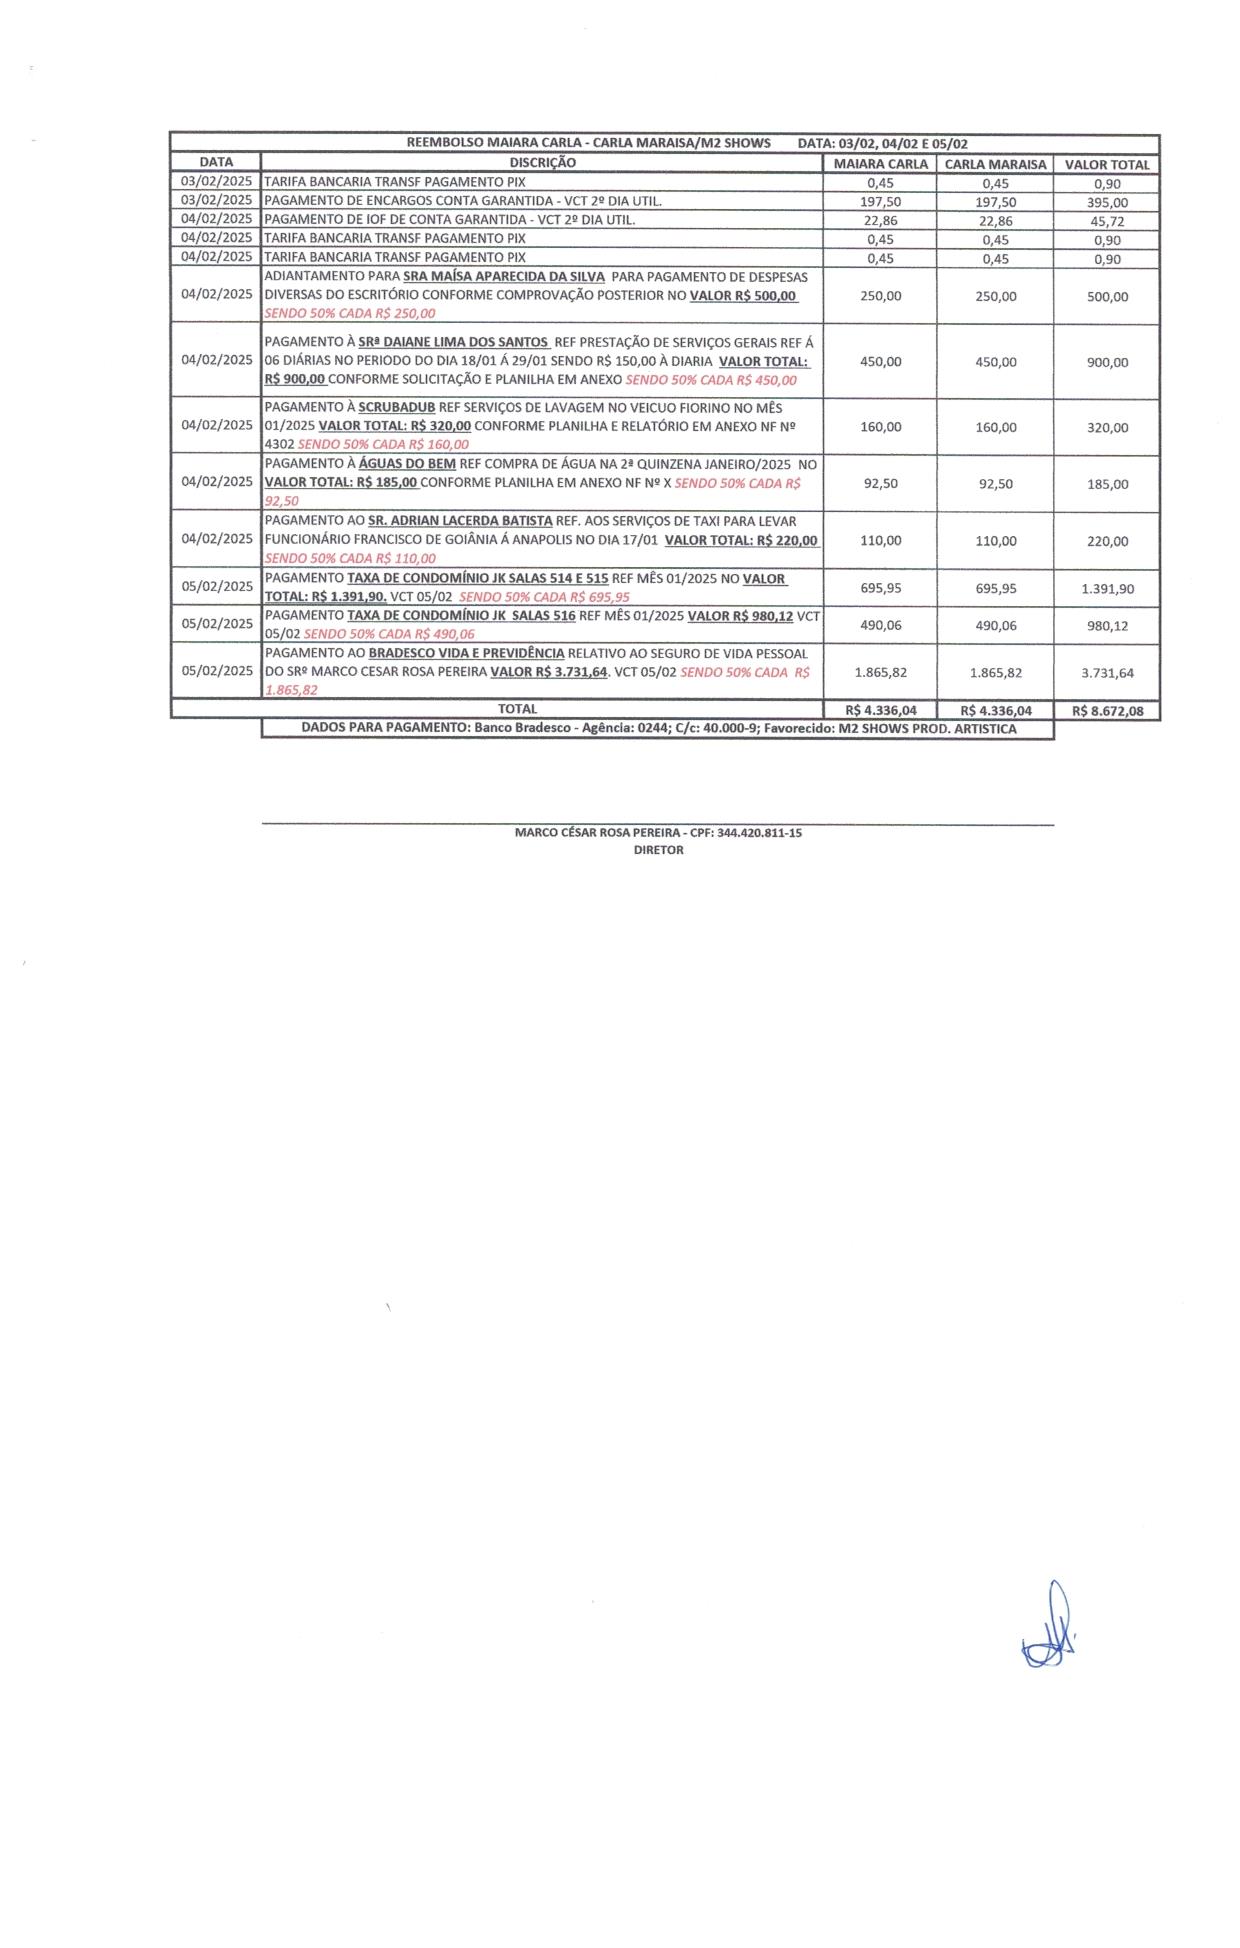 REEMBOLSO MAIARA CARLA - CARLA MARAISA/M2 SHOWS DATA: 03/02, 04/02 E 05/02
DATA DISCRIÇÃO MAIARA CARLA CARLA MARAISA VALOR TOTAL
03/02/2025 TARIFA BANCARIA TRANSF PAGAMENTO PIX 0,45 0,45 0,90
03/02/2025 PAGAMENTO DE ENCARGOS CONTA GARANTIDA - VCT 2º DIA UTIL. 197,50 197,50 395,00
04/02/2025 PAGAMENTO DE IOF DE CONTA GARANTIDA - VCT 2º DIA UTIL. 22,86 22,86 45,72
04/02/2025 TARIFA BANCARIA TRANSF PAGAMENTO PIX 0,45 0,45 0,90
04/02/2025 TARIFA BANCARIA TRANSF PAGAMENTO PIX 0,45 0,45 0,90
ADIANTAMENTO PARA SRA MAÍSA APARECIDA DA SILVA PARA PAGAMENTO DE DESPESAS
04/02/2025 DIVERSAS DO ESCRITÓRIO CONFORME COMPROVAÇÃO POSTERIOR NO VALOR R$ 500,00 250,00 250,00 500,00
SENDO 50% CADA R$ 250,00
PAGAMENTO À SRª DAIANE LIMA DOS SANTOS REF PRESTAÇÃO DE SERVIÇOS GERAIS REF Á
04/02/2025 06 DIÁRIAS NO PERIODO DO DIA 18/01 Á 29/01 SENDO R$ 150,00 À DIARIA VALOR TOTAL: 450,00 450,00 900,00
R$ 900,00 CONFORME SOLICITAÇÃO E PLANILHA EM ANEXO SENDO 50% CADA R$ 450,00
PAGAMENTO À SCRUBADUB REF SERVIÇOS DE LAVAGEM NO VEICUO FIORINO NO MÊS
04/02/2025 01/2025 VALOR TOTAL: R$ 320,00 CONFORME PLANILHA E RELATÓRIO EM ANEXO NF Nº 160,00 160,00 320,00
4302 SENDO 50% CADA R$ 160,00
PAGAMENTO À ÁGUAS DO BEM REF COMPRA DE ÁGUA NA 2ª QUINZENA JANEIRO/2025 NO
04/02/2025 VALOR TOTAL: R$ 185,00 CONFORME PLANILHA EM ANEXO NF Nº X SENDO 50% CADA R$ 92,50 92,50 185,00
92,50
PAGAMENTO AO SR. ADRIAN LACERDA BATISTA REF. AOS SERVIÇOS DE TAXI PARA LEVAR
04/02/2025 FUNCIONÁRIO FRANCISCO DE GOIÂNIA Á ANAPOLIS NO DIA 17/01 VALOR TOTAL: R$ 220,00 110,00 110,00 220,00
SENDO 50% CADA R$ 110,00
PAGAMENTO TAXA DE CONDOMÍNIO JK SALAS 514 E 515 REF MÊS 01/2025 NO VALOR
05/02/2025 TOTAL: R$ 1.391,90. VCT 05/02 SENDO 50% CADA R$ 695,95 695,95 695,95 1.391,90
PAGAMENTO TAXA DE CONDOMÍNIO JK SALAS 516 REF MÊS 01/2025 VALOR R$ 980,12 VCT
05/02/2025 05/02 SENDO 50% CADA R$ 490,06 490,06 490,06 980,12
PAGAMENTO AO BRADESCO VIDA E PREVIDÊNCIA RELATIVO AO SEGURO DE VIDA PESSOAL
05/02/2025 DO SRº MARCO CESAR ROSA PEREIRA VALOR R$ 3.731,64. VCT 05/02 SENDO 50% CADA R$ 1.865,82 1.865,82 3.731,64
1.865,82
TOTAL R$ 4.336,04 R$ 4.336,04 R$ 8.672,08
DADOS PARA PAGAMENTO: Banco Bradesco - Agência: 0244; C/c: 40.000-9; Favorecido: M2 SHOWS PROD. ARTISTICA
MARCO CÉSAR ROSA PEREIRA - CPF: 344.420.811-15
DIRETOR